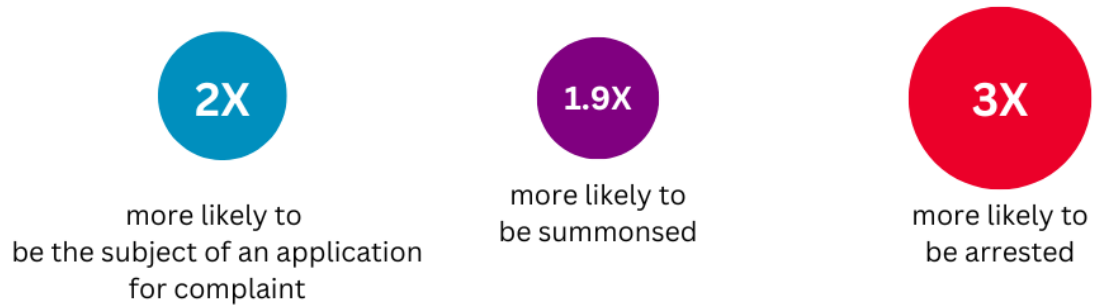 2X
more likely to
be the subject of an application
for complaint
1.9X
more likely to
be summonsed
3X
more likely to
be arrested